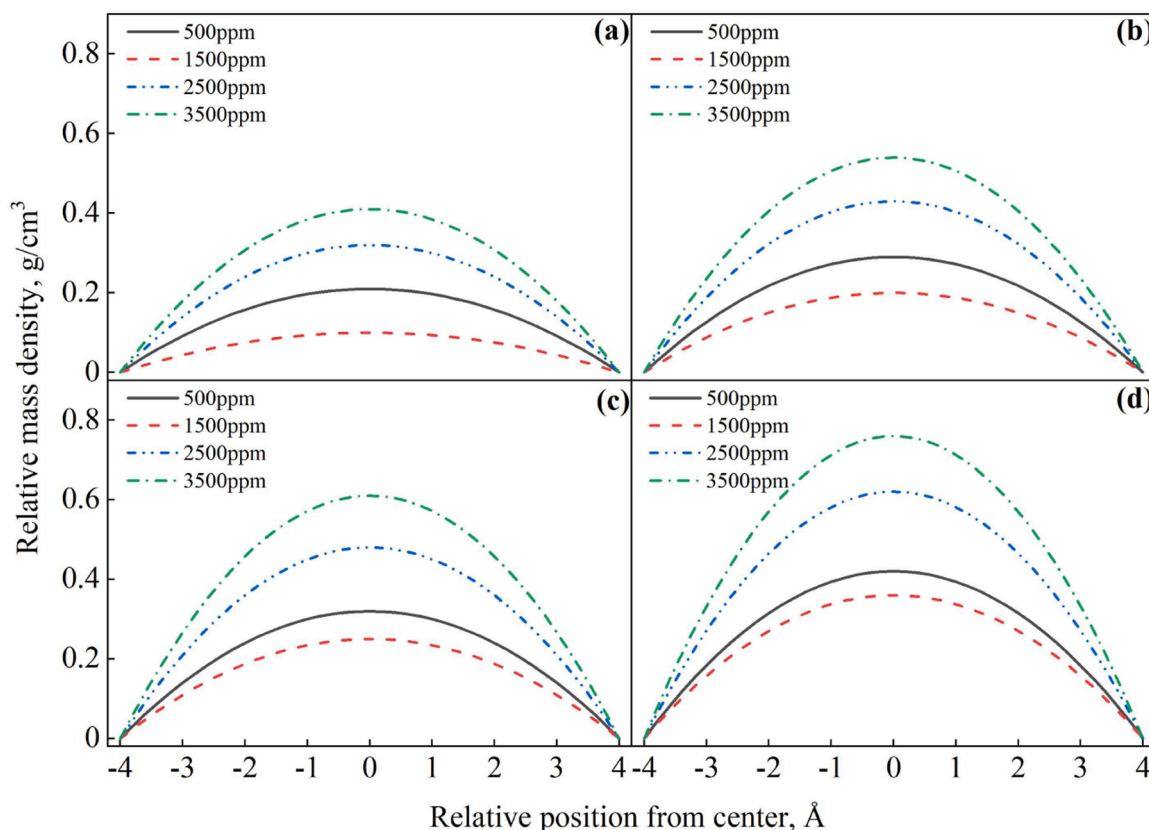 Relative mass density, g/cm³
0.8
0.6
0.4
0.2
0
500ppm
1500ppm
2500ppm
3500ppm
(a)
500ppm
1500ppm
2500ppm
3500ppm
(b)
0.8
0.6
0.4
0.2
0
500ppm
1500ppm
2500ppm
3500ppm
(c)
500ppm
1500ppm
2500ppm
3500ppm
(d)
-4 -3 -2 -1 0 1 2 3 4
-4 -3 -2 -1 0 1 2 3 4
Relative position from center, Å